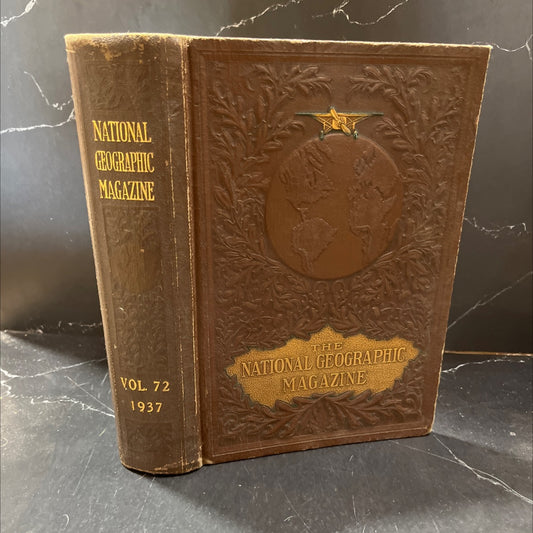 NATIONAL
GEOGRAPHIC
MAGAZINE
VOL. 72
1937
THE
NATIONAL GEOGRAPHIC
MAGAZINE